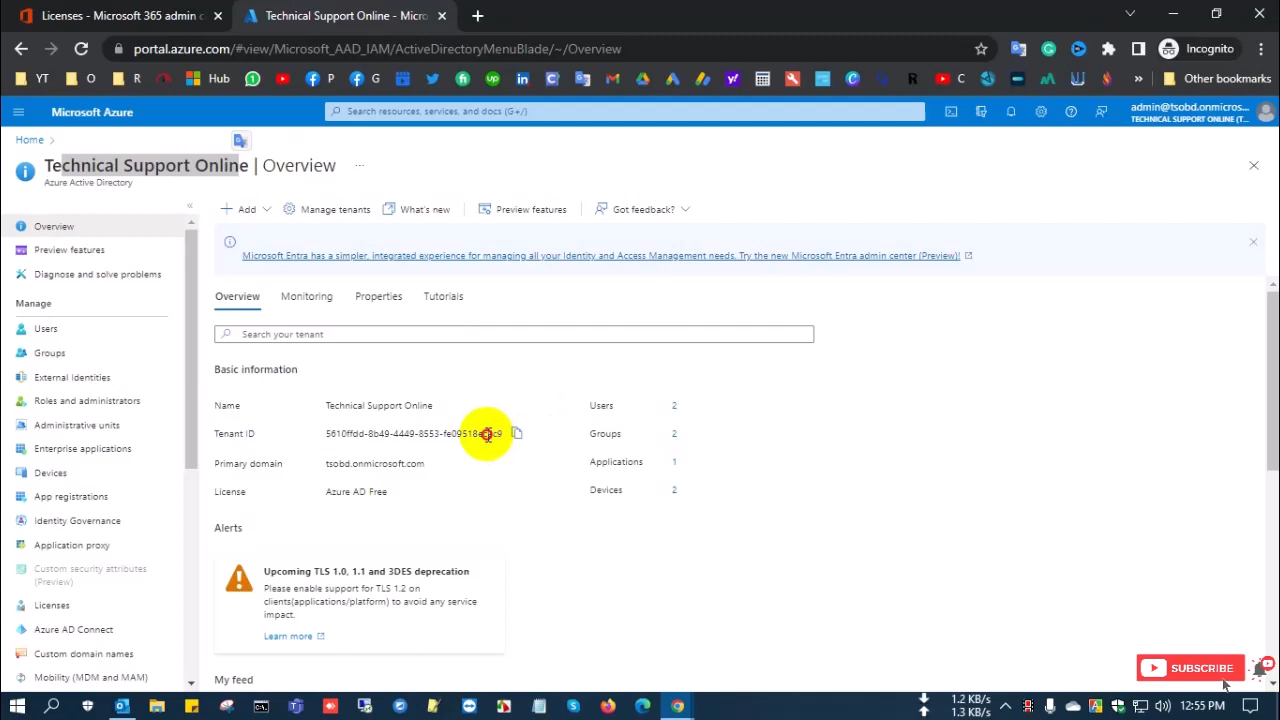 Licenses - Microsoft 365 admin c
Technical Support Online - Micro
portal.azure.com/#view/Microsoft_AAD_IAM/ActiveDirectoryMenuBlade/~/Overview
Incognito
YT
O
R
Hub
P
G
C
Other bookmarks
Microsoft Azure
Search resources, services, and docs (G+/)
admin@tsobd.onmicros...
TECHNICAL SUPPORT ONLINE (T...
Home
Technical Support Online | Overview
Azure Active Directory
Add
Manage tenants
What's new
Preview features
Got feedback?
Microsoft Entra has a simpler, integrated experience for managing all your Identity and Access Management needs. Try the new Microsoft Entra admin center (Preview)!
Overview
Preview features
Diagnose and solve problems
Manage
Users
Groups
External Identities
Roles and administrators
Administrative units
Enterprise applications
Devices
App registrations
Identity Governance
Application proxy
Custom security attributes
(Preview)
Licenses
Azure AD Connect
Custom domain names
Mobility (MDM and MAM)
Overview
Monitoring
Properties
Tutorials
Search your tenant
Basic information
Name
Technical Support Online
Users
2
Tenant ID
Groups
2
Primary domain
tsobd.onmicrosoft.com
Applications
1
License
Azure AD Free
Devices
2
Alerts
Upcoming TLS 1.0, 1.1 and 3DES deprecation
Please enable support for TLS 1.2 on
clients(applications/platform) to avoid any service
impact.
Learn more
My feed
SUBSCRIBE
1.2 KB/s
1.3 KB/s
12:55 PM